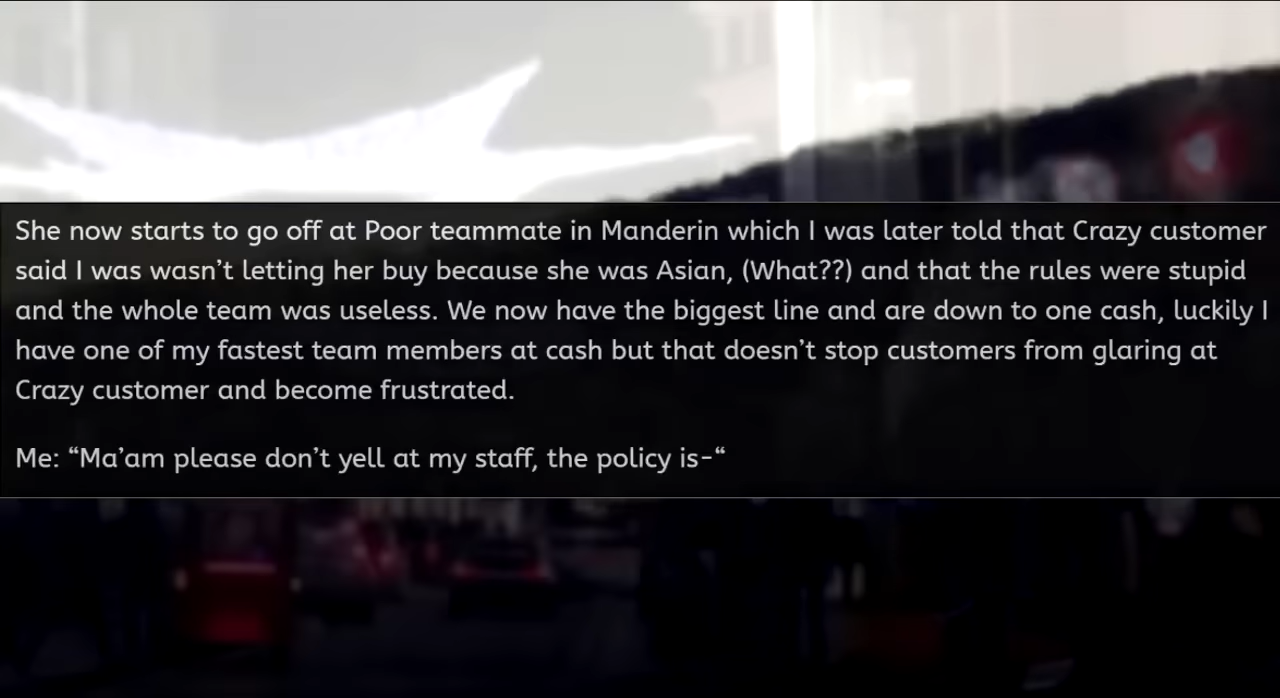 She now starts to go off at Poor teammate in Manderin which I was later told that Crazy customer
said I was wasn’t letting her buy because she was Asian, (What??) and that the rules were stupid
and the whole team was useless. We now have the biggest line and are down to one cash, luckily I
have one of my fastest team members at cash but that doesn’t stop customers from glaring at
Crazy customer and become frustrated.
Me: “Ma’am please don’t yell at my staff, the policy is-“